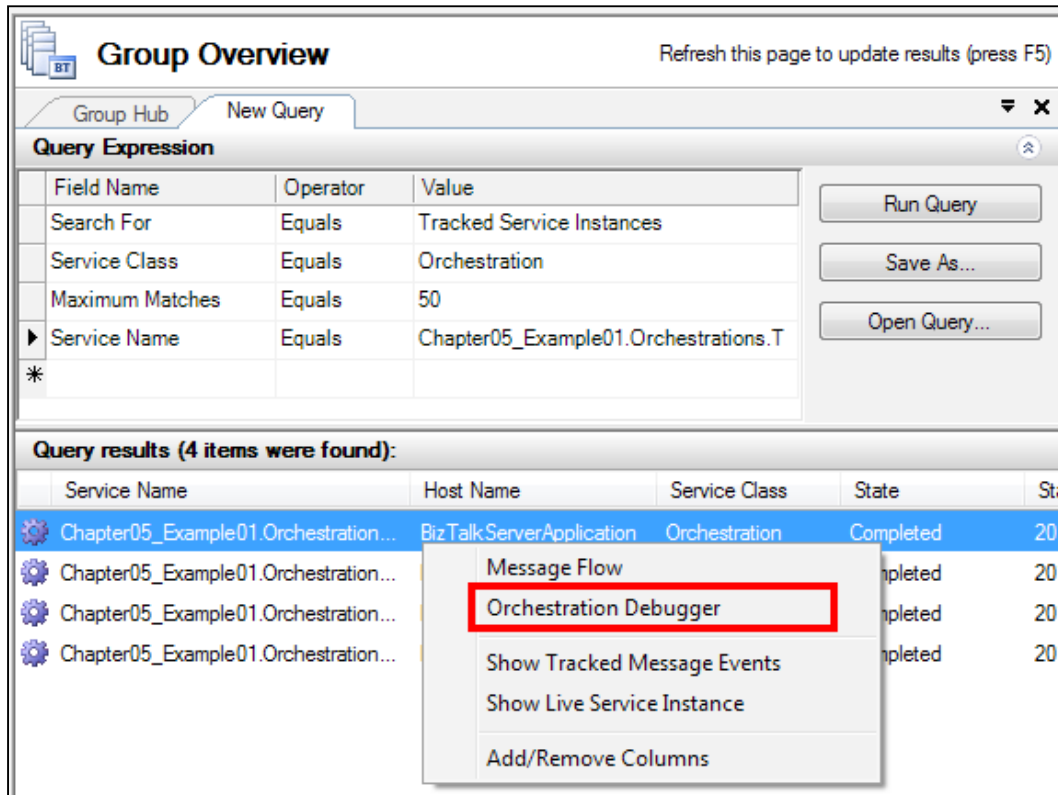 BT
Group Overview Refresh this page to update results (press F5)
Group Hub New Query
Query Expression
Field Name Operator Value
Search For Equals Tracked Service Instances
Service Class Equals Orchestration
Maximum Matches Equals 50
Service Name Equals Chapter05_Example01.Orchestrations.T
Run Query
Save As...
Open Query...
Query results (4 items were found):
Service Name Host Name Service Class State
Chapter05_Example01.Orchestration... BizTalkServerApplication Orchestration Completed 20
Chapter05_Example01.Orchestration... 20
Chapter05_Example01.Orchestration... 20
Chapter05_Example01.Orchestration... 20
Message Flow
Orchestration Debugger
Show Tracked Message Events
Show Live Service Instance
Add/Remove Columns